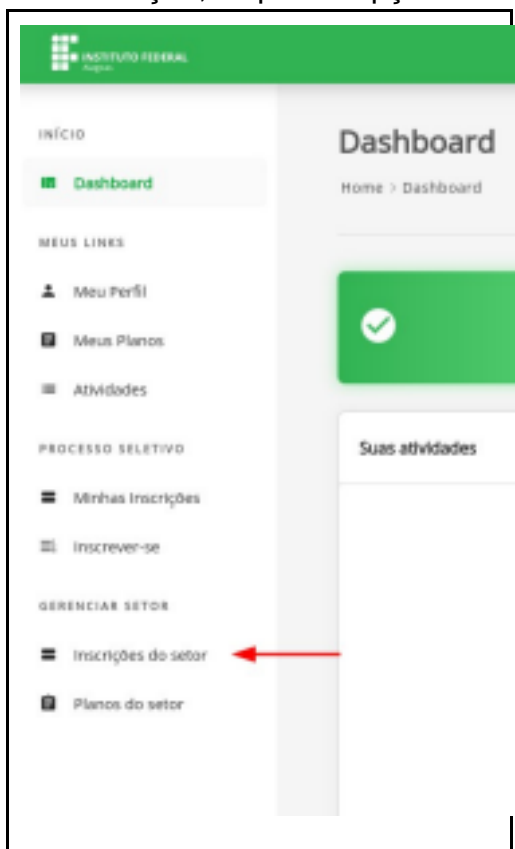 INSTITUTO FEDERAL
Alagoas
INÍCIO
Dashboard
MEUS LINKS
Meu Perfil
Meus Planos
Atividades
PROCESSO SELETIVO
Minhas Inscrições
Inscrever-se
GERENCIAR SETOR
Inscrições do setor
Planos do setor
Dashboard
Home > Dashboard
Suas atividades